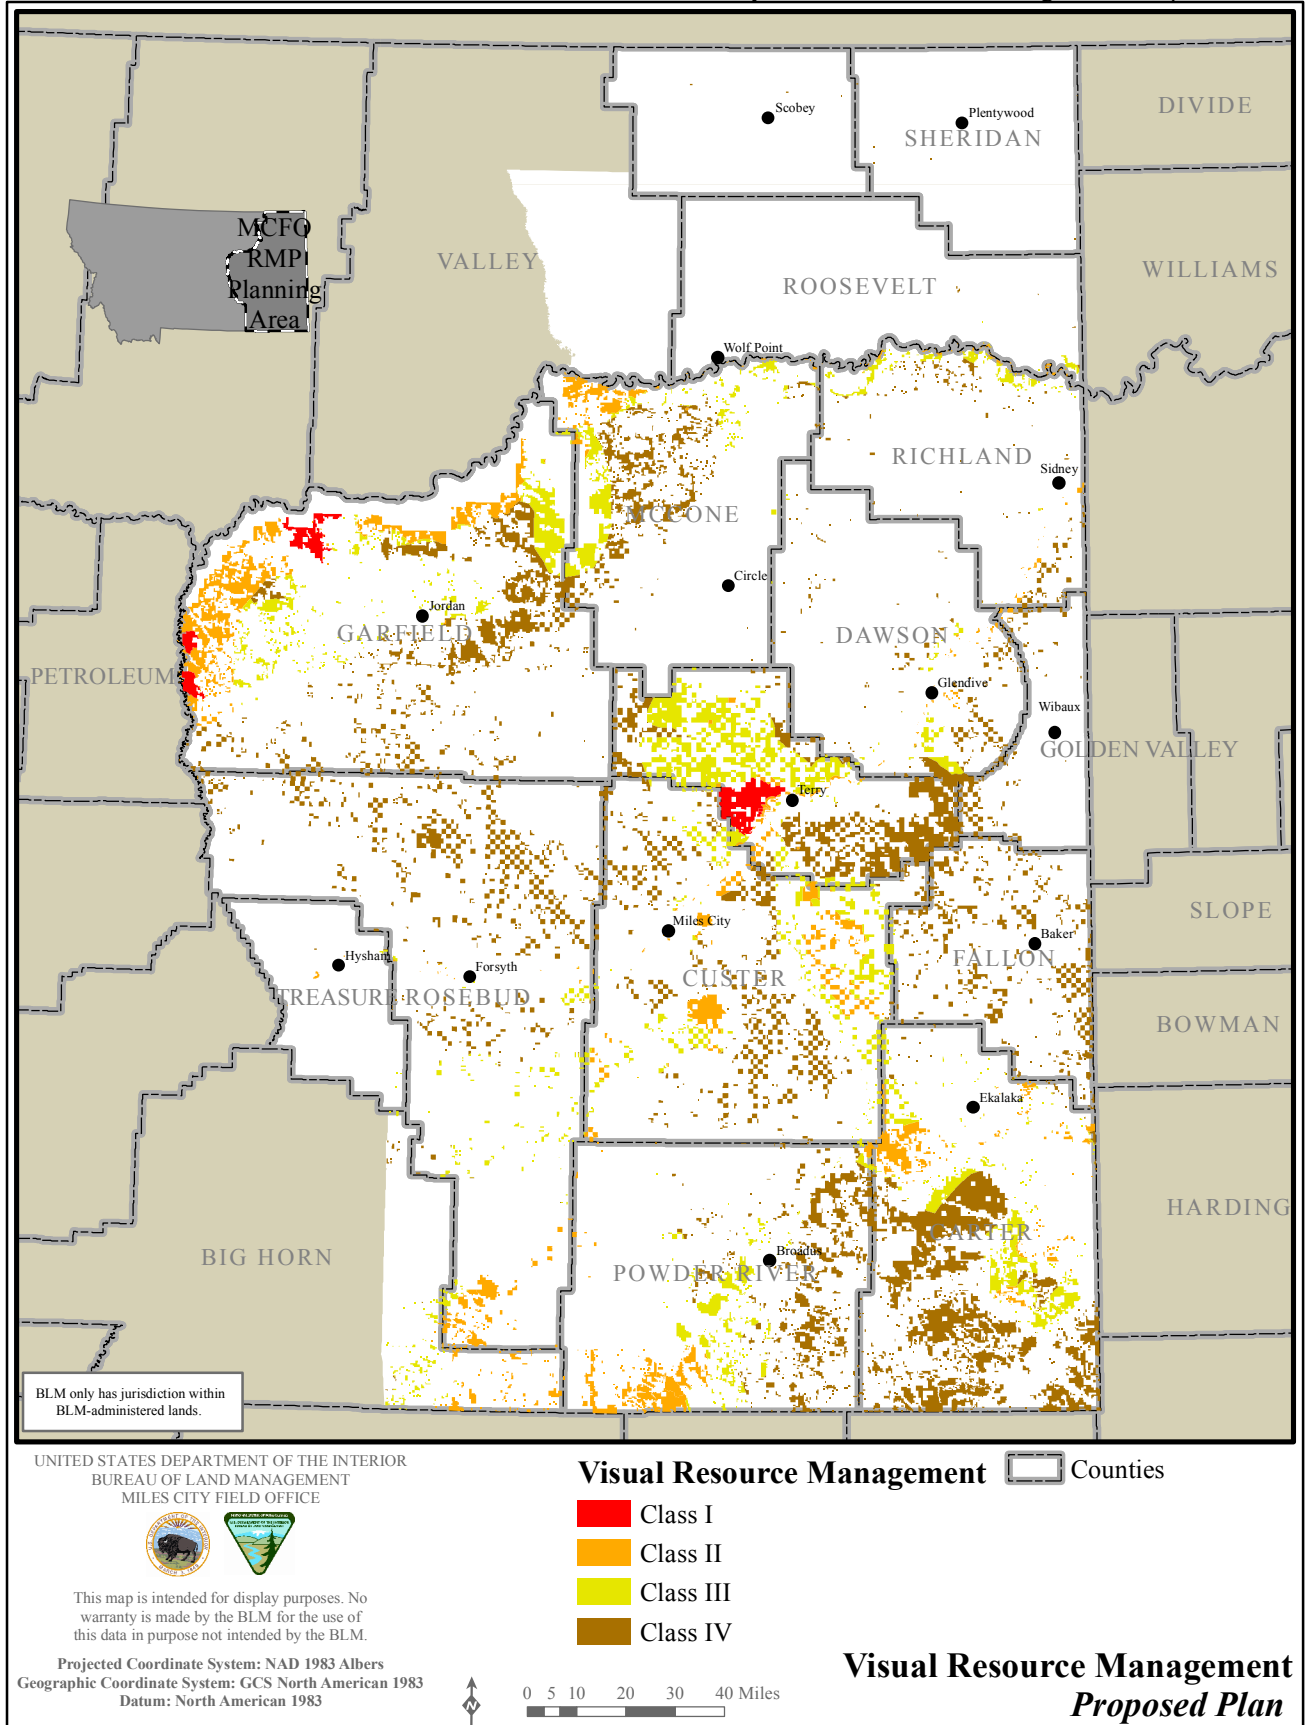 Scobey
Plentywood
SHERIDAN
DIVIDE
MCFO
RMP
Planning
Area
VALLEY
ROOSEVELT
WILLIAMS
Wolf Point
RICHLAND
Sidney
MCCONE
Circle
Jordan
GARFIELD
DAWSON
PETROLEUM
Glendive
Wibaux
GOLDEN VALLEY
Terry
SLOPE
Miles City
Baker
Hysham
Forsyth
FALLON
CUSTER
TREASURE
ROSEBUD
BOWMAN
Ekalaka
HARDING
CARTER
BIG HORN
Broadus
POWDER RIVER
BLM only has jurisdiction within
BLM-administered lands.
UNITED STATES DEPARTMENT OF THE INTERIOR
BUREAU OF LAND MANAGEMENT
MILES CITY FIELD OFFICE
This map is intended for display purposes. No
warranty is made by the BLM for the use of
this data in purpose not intended by the BLM.
Projected Coordinate System: NAD 1983 Albers
Geographic Coordinate System: GCS North American 1983
Datum: North American 1983
Visual Resource Management
Counties
Class I
Class II
Class III
Class IV
N
0 5 10 20 30 40 Miles
Visual Resource Management
Proposed Plan